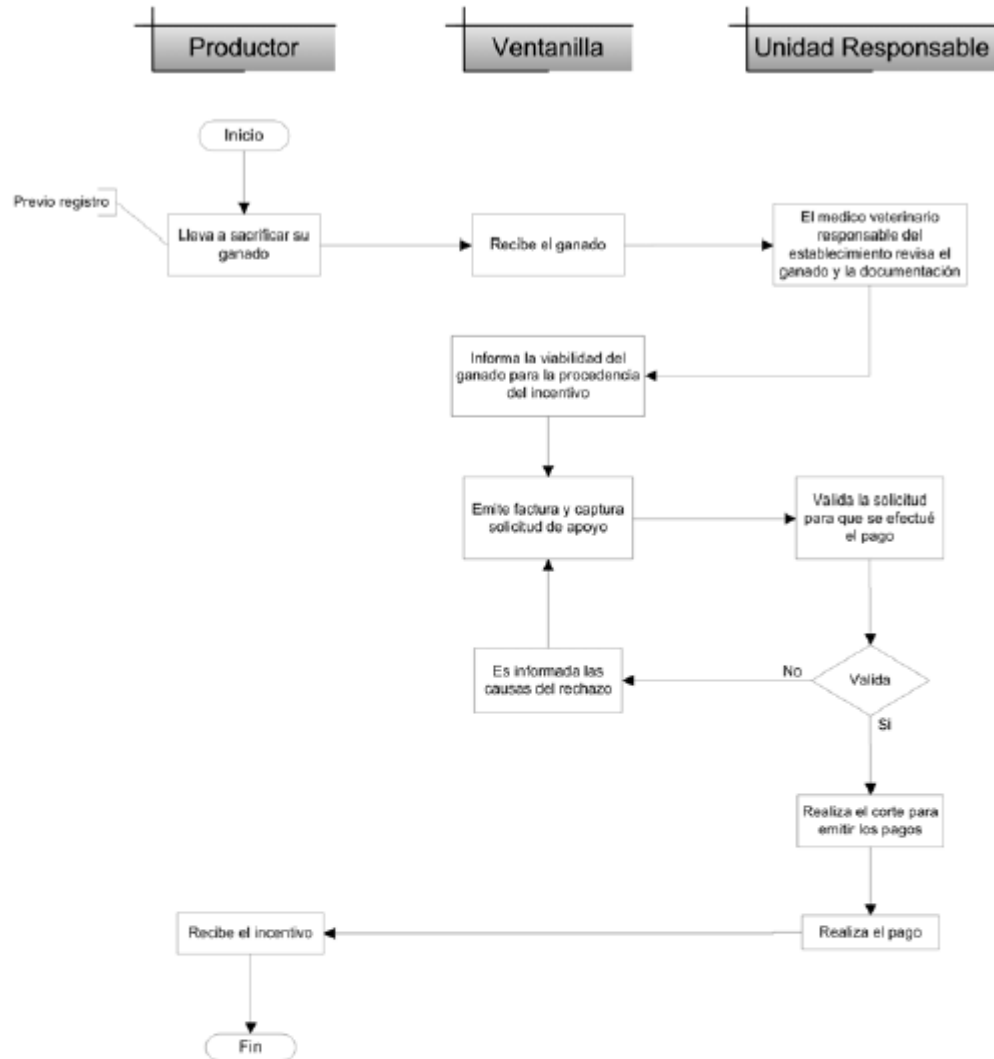 Productor
Ventanilla
Unidad Responsable
Inicio
Previo registro
Lleva a sacrificar su
ganado
Recibe el ganado
El medico veterinario
responsable del
establecimiento revisa el
ganado y la documentación
Informa la viabilidad del
ganado para la procedencia
del incentivo
Emite factura y captura
solicitud de apoyo
Valida la solicitud
para que se efectué
el pago
Es informada las
causas del rechazo
No
Valida
Si
Realiza el corte para
emitir los pagos
Recibe el incentivo
Realiza el pago
Fin